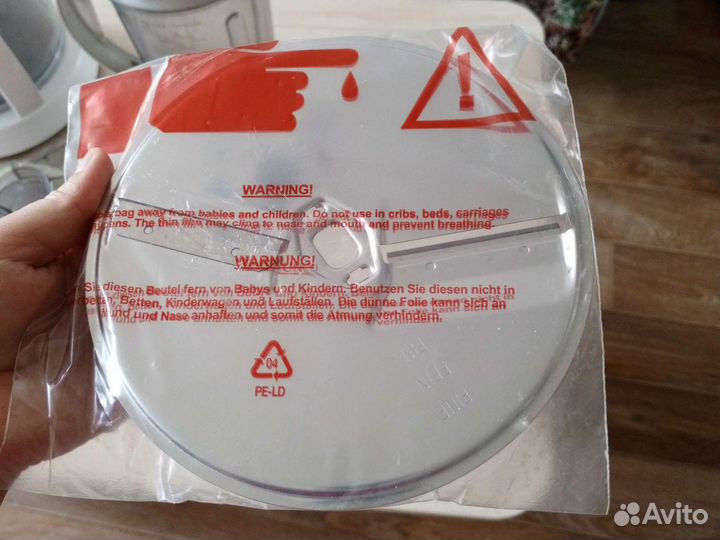 WARNING!
bag away from babies and children. Do not use in cribs, beds, carriages
pens. The thin film may cling to nose and mouth and prevent breathing.
WARNUNG!
Sie diesen Beutel fern von Babys und Kindern. Benutzen Sie diesen nicht in
Betten, Kinderwagen und Laufställen. Die dünne Folie kann sich an
und Nase anhaften und somit die Atmung verhindern.
04
PE-LD
FINE
Avito